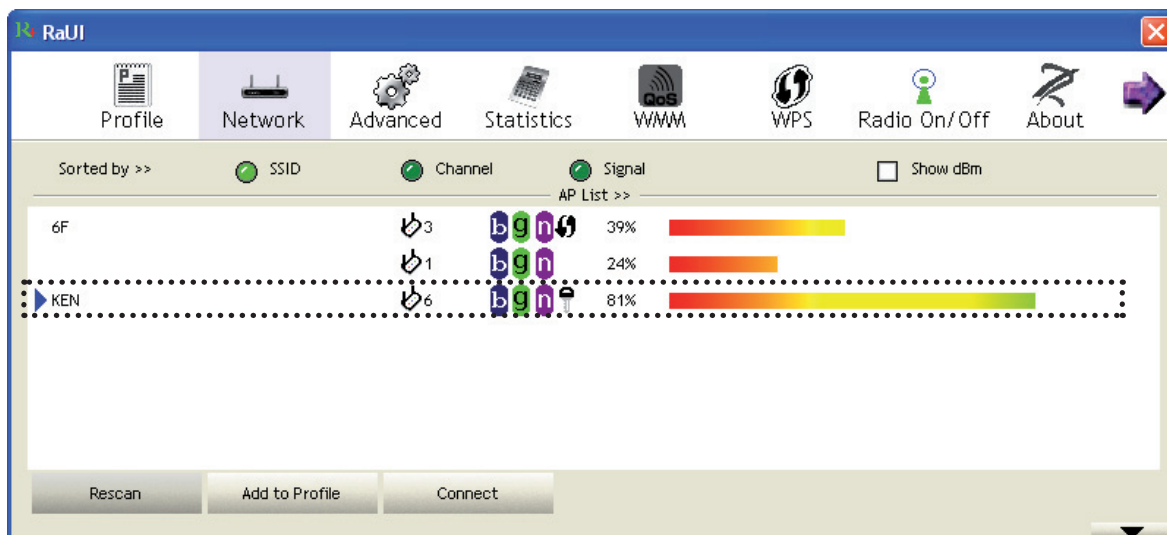 RaUI
Profile Network Advanced Statistics QoS WMM WPS Radio On/Off About
Sorted by >> SSID Channel Signal Show dBm
AP List >>
6F 3 b g n 39%
1 b g n 24%
KEN 6 b g n 81%
Rescan Add to Profile Connect